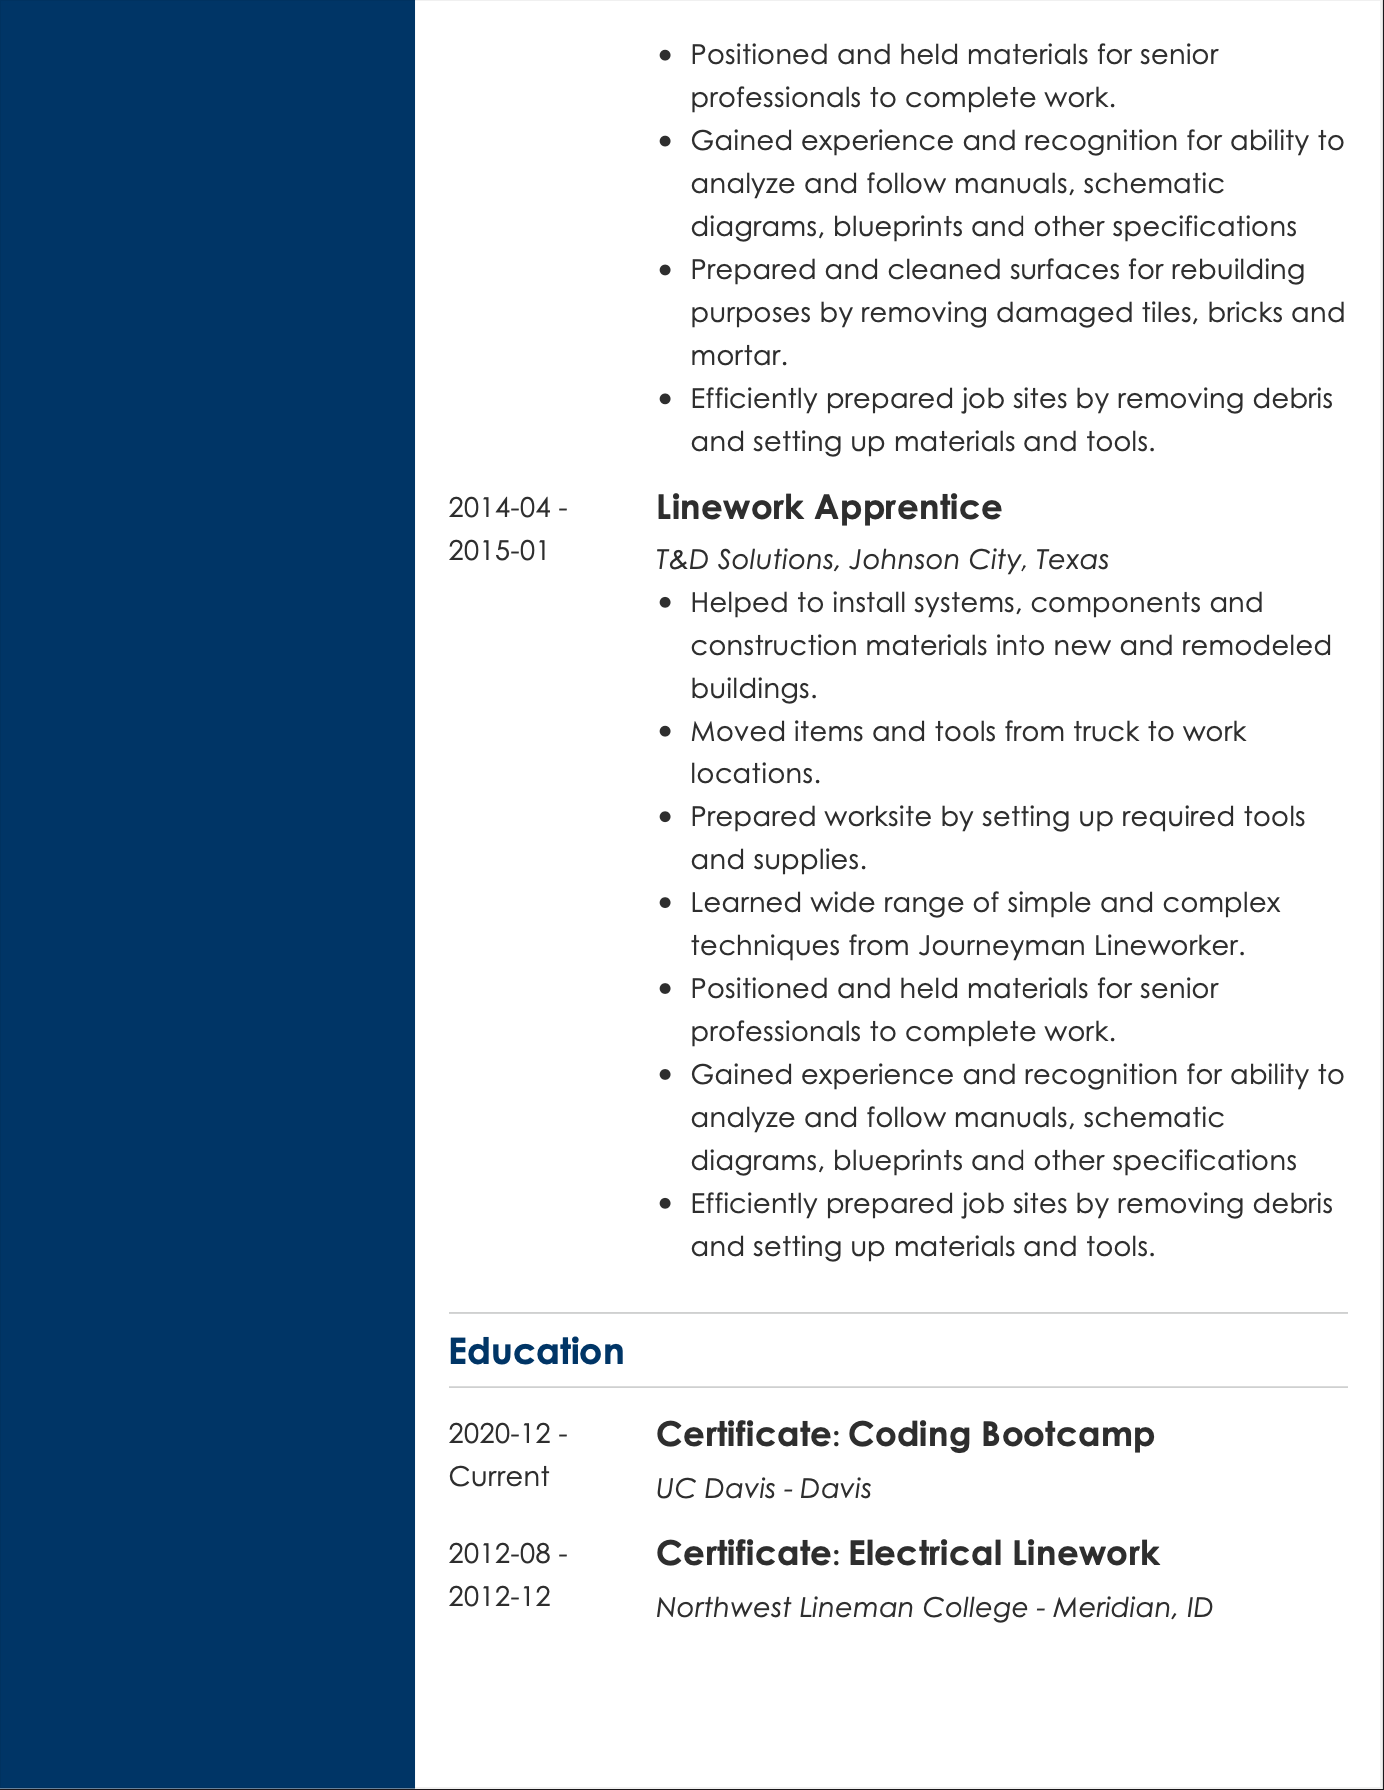 • Positioned and held materials for senior
professionals to complete work.
• Gained experience and recognition for ability to
analyze and follow manuals, schematic
diagrams, blueprints and other specifications
• Prepared and cleaned surfaces for rebuilding
purposes by removing damaged tiles, bricks and
mortar.
• Efficiently prepared job sites by removing debris
and setting up materials and tools.
2014-04 -
2015-01
Linework Apprentice
T&D Solutions, Johnson City, Texas
• Helped to install systems, components and
construction materials into new and remodeled
buildings.
• Moved items and tools from truck to work
locations.
• Prepared worksite by setting up required tools
and supplies.
• Learned wide range of simple and complex
techniques from Journeyman Lineworker.
• Positioned and held materials for senior
professionals to complete work.
• Gained experience and recognition for ability to
analyze and follow manuals, schematic
diagrams, blueprints and other specifications
• Efficiently prepared job sites by removing debris
and setting up materials and tools.
Education
2020-12 -
Current
Certificate: Coding Bootcamp
UC Davis - Davis
2012-08 -
2012-12
Certificate: Electrical Linework
Northwest Lineman College - Meridian, ID